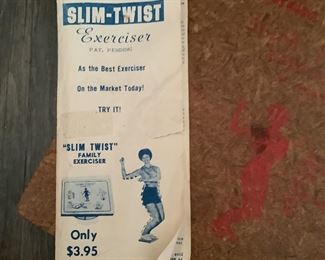 SLIM-TWIST
Exerciser
PAT. PENDING
As the Best Exerciser
On the Market Today!
TRY IT!
"SLIM TWIST"
FAMILY
EXERCISER
Only
$3.95